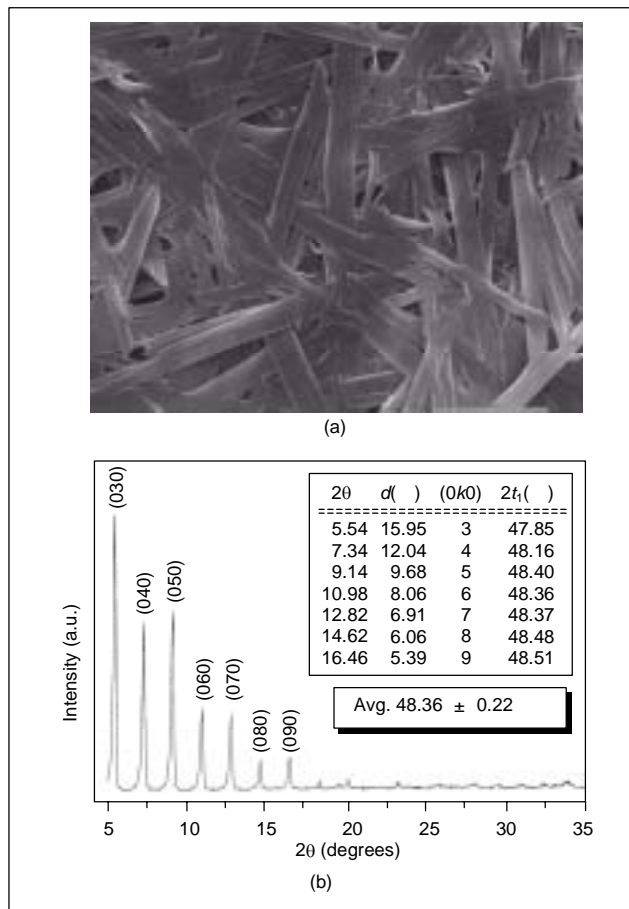 (a)
(030)
(040)
(050)
(060)
(070)
(080)
(090)
2θ d( ) (0k0) 2t₁( )
5.54 15.95 3 47.85
7.34 12.04 4 48.16
9.14 9.68 5 48.40
10.98 8.06 6 48.36
12.82 6.91 7 48.37
14.62 6.06 8 48.48
16.46 5.39 9 48.51
Avg. 48.36 ± 0.22
Intensity (a.u.)
5 10 15 20 25 30 35
2θ (degrees)
(b)